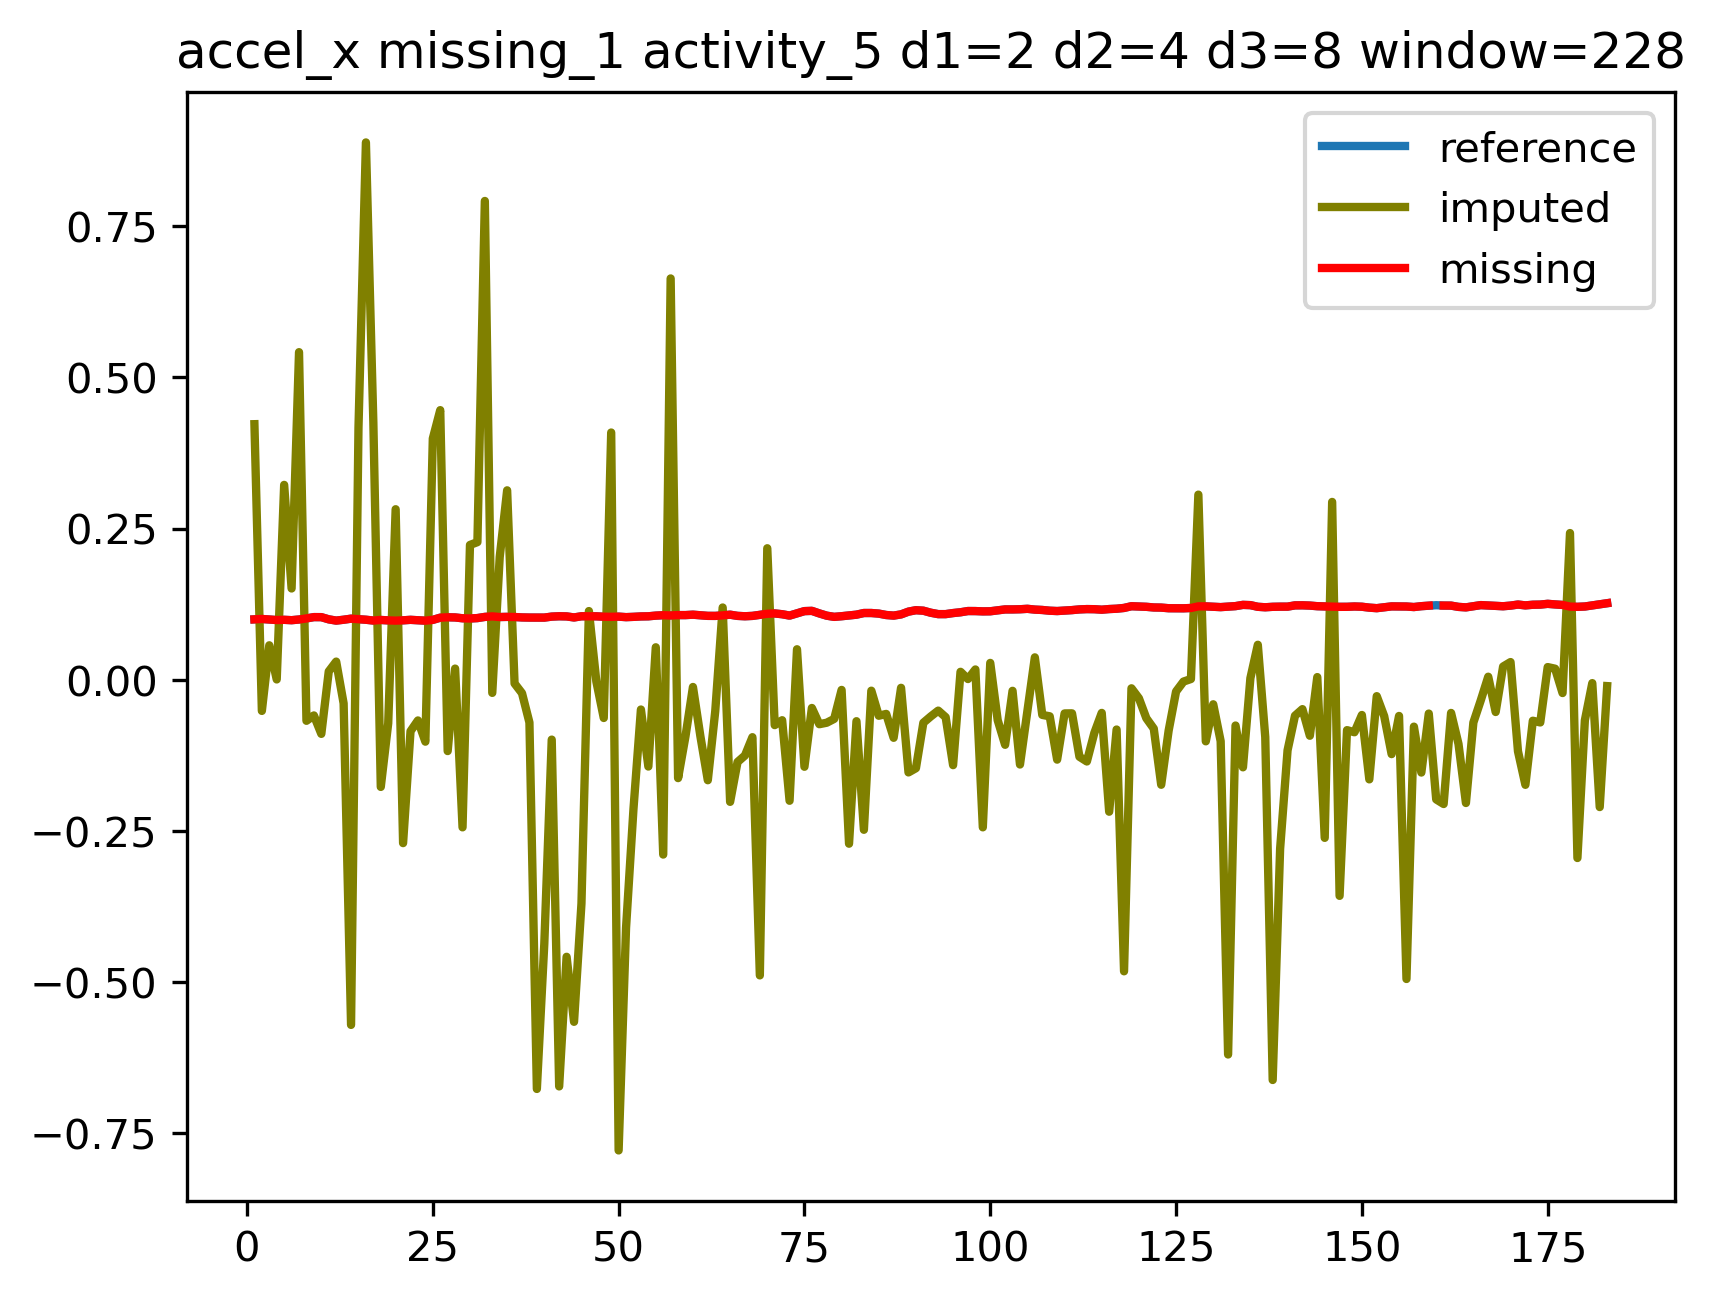 accel_x missing_1 activity_5 d1=2 d2=4 d3=8 window=228
reference
imputed
missing
0.75
0.50
0.25
0.00
−0.25
−0.50
−0.75
0 25 50 75 100 125 150 175